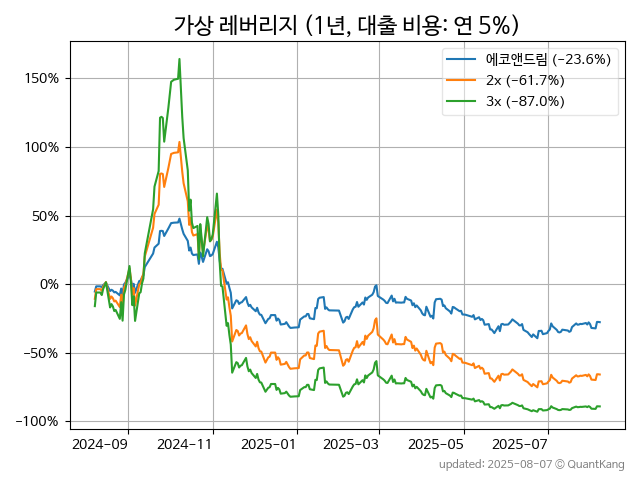 가상 레버리지 (1년, 대출 비용: 연 5%)
에코앤드림 (−23.6%)
2x (−61.7%)
3x (−87.0%)
150%
100%
50%
0%
−50%
−100%
2024-09 2024-11 2025-01 2025-03 2025-05 2025-07
updated: 2025-08-07 © QuantKang